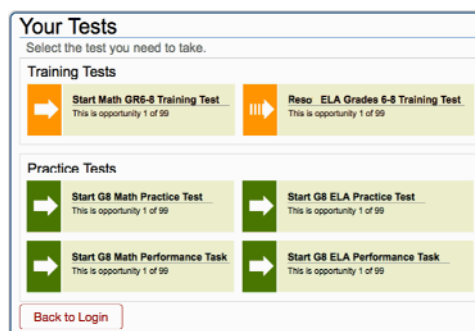 Your Tests
Select the test you need to take.
Training Tests
Start Math GR6-8 Training Test
This is opportunity 1 of 99
Reso ELA Grades 6-8 Training Test
This is opportunity 1 of 99
Practice Tests
Start G8 Math Practice Test
This is opportunity 1 of 99
Start G8 ELA Practice Test
This is opportunity 1 of 99
Start G8 Math Performance Task
This is opportunity 1 of 99
Start G8 ELA Performance Task
This is opportunity 1 of 99
Back to Login